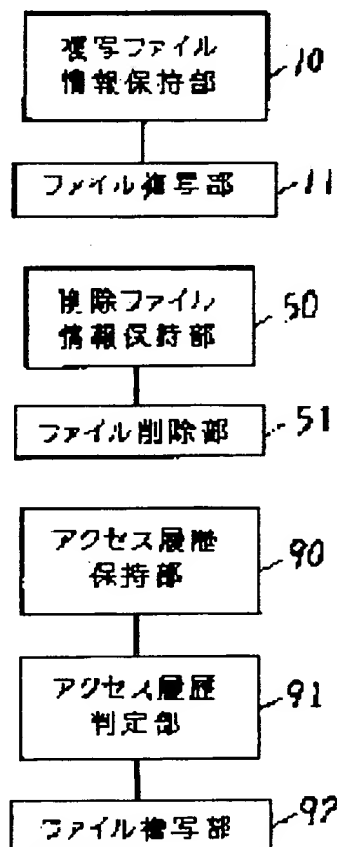 複写ファイル
情報保持部
10
ファイル複写部
11
削除ファイル
情報保持部
50
ファイル削除部
51
アクセス履歴
保持部
90
アクセス履歴
判定部
91
ファイル複写部
92